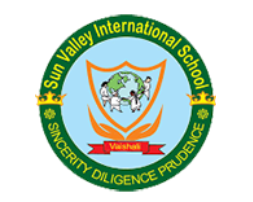 Sun Valley International School
Vaishali
SINCERITY DILIGENCE PRUDENCE